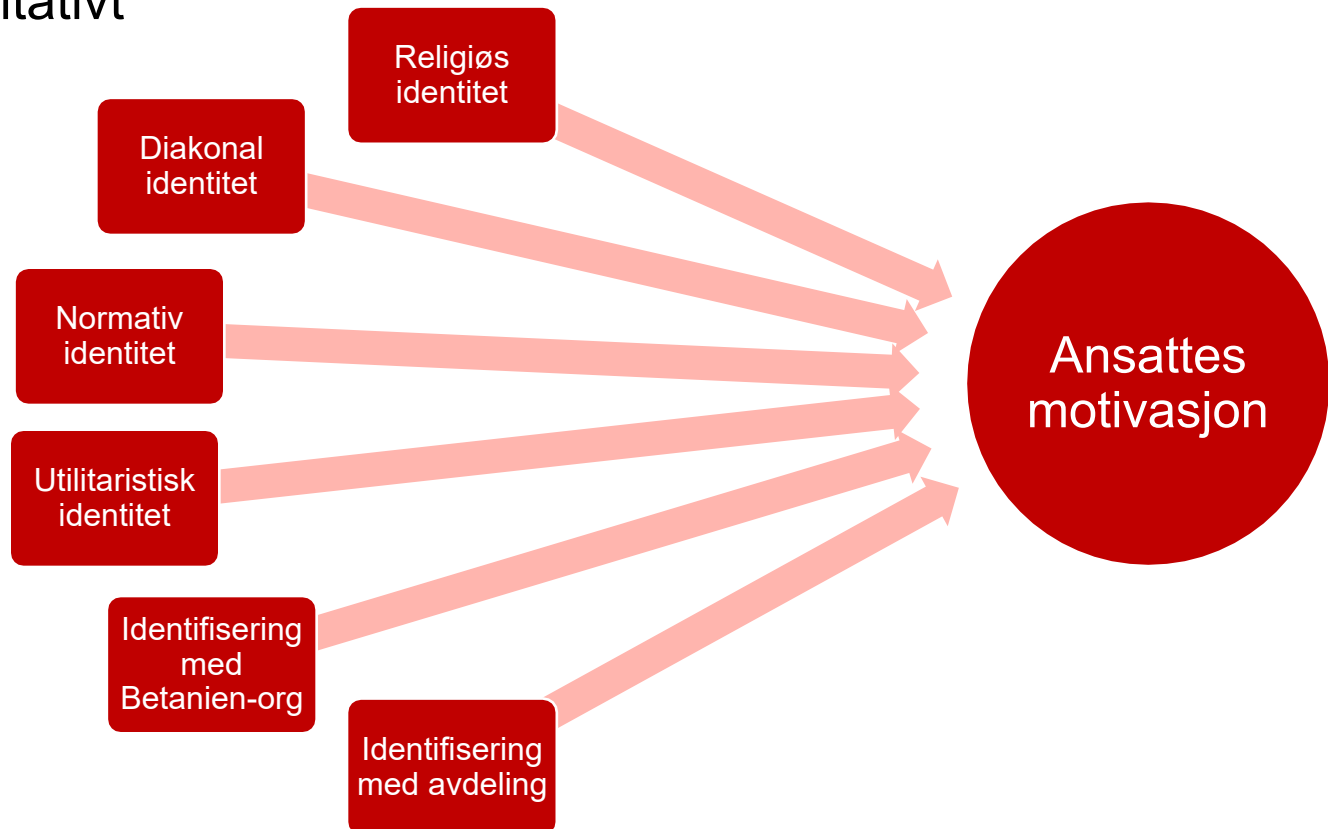 Religiøs
identitet
Diakonal
identitet
Normativ
identitet
Utilitaristisk
identitet
Identifisering
med
Betanien-org
Identifisering
med avdeling
Ansattes
motivasjon